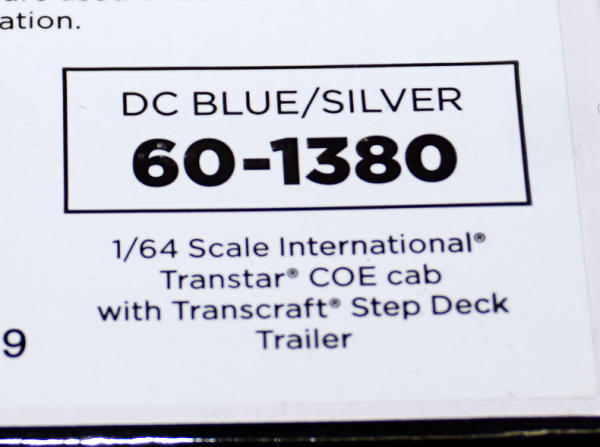 ation.
DC BLUE/SILVER
60-1380
1/64 Scale International®
Transtar® COE cab
with Transcraft® Step Deck
9
Trailer